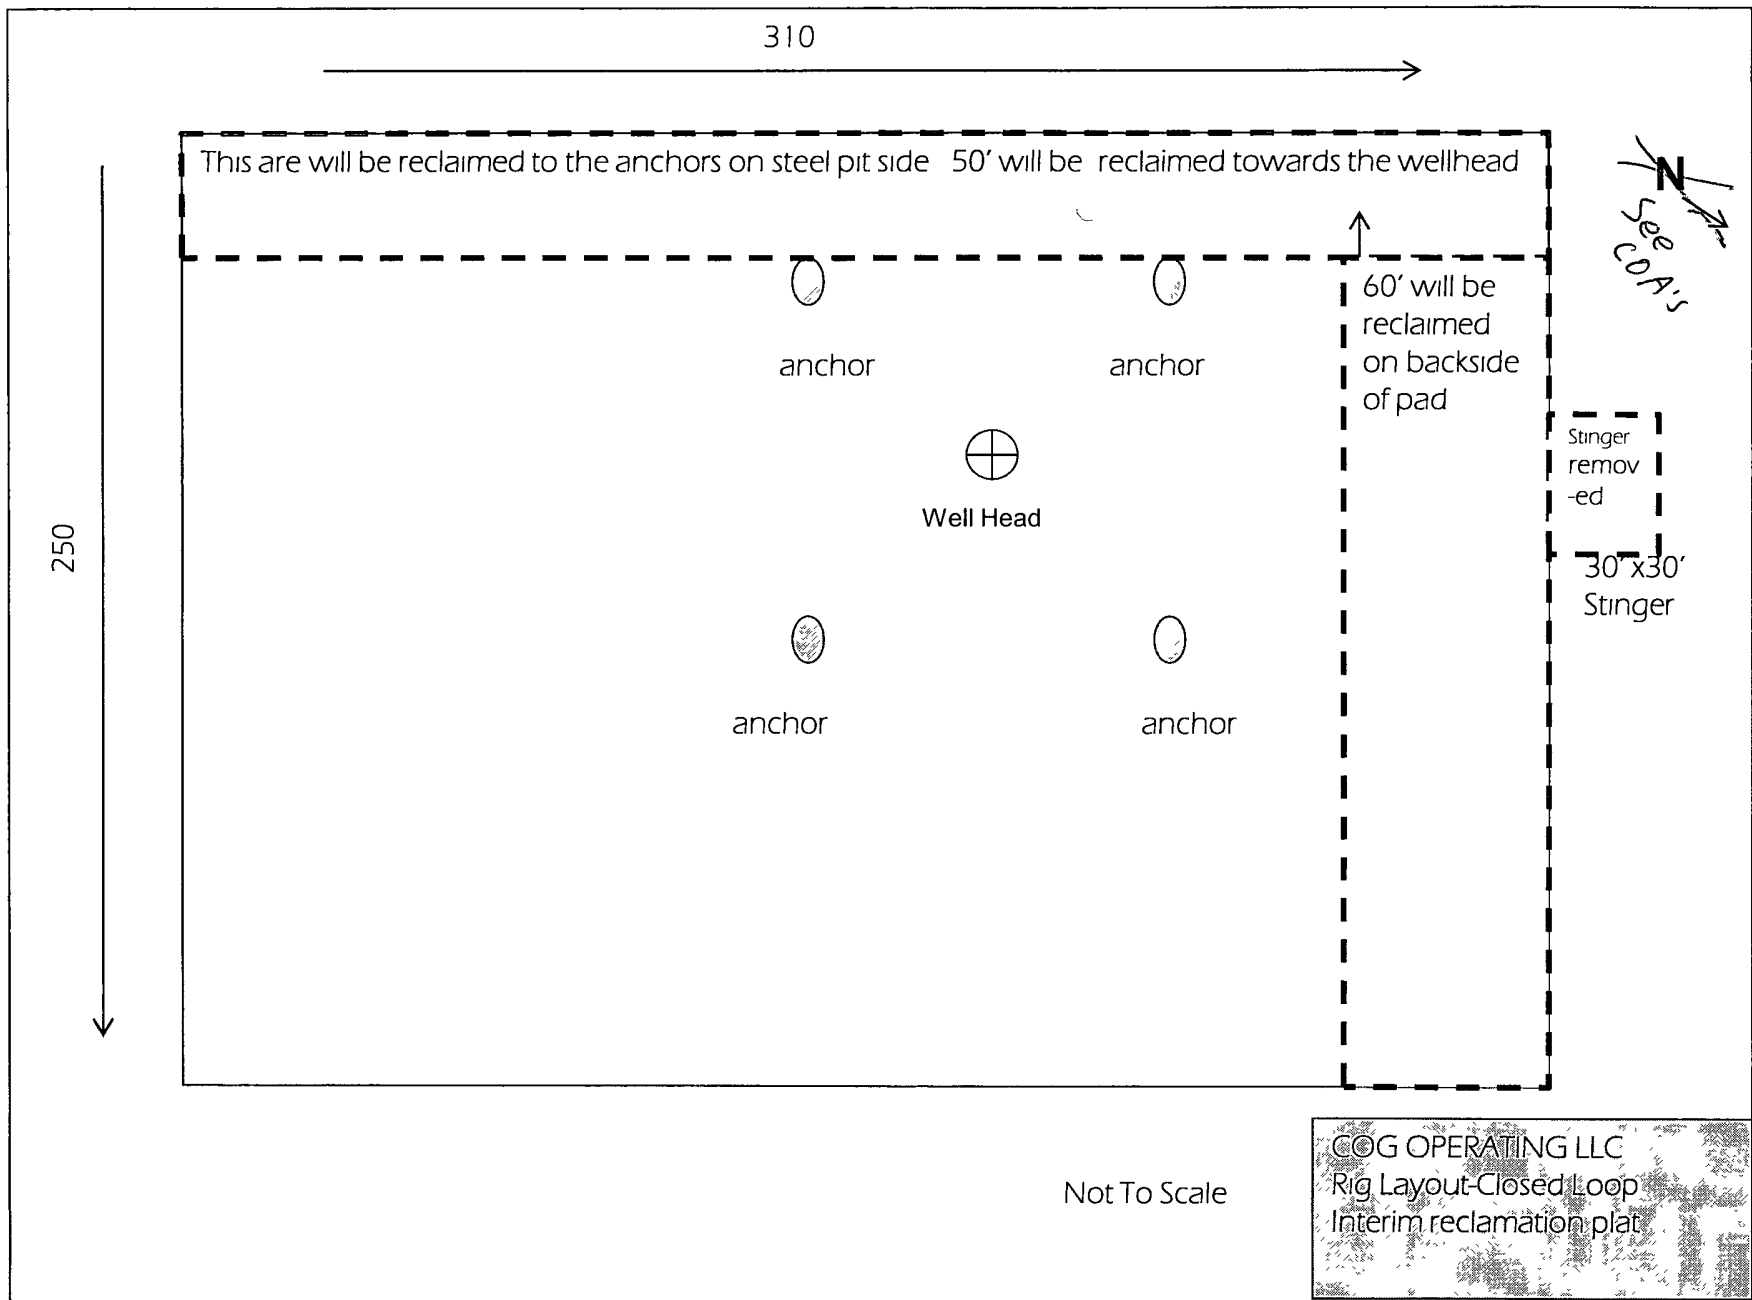 310
This are will be reclaimed to the anchors on steel pit side 50' will be reclaimed towards the wellhead
N
See
COA's
60' will be
reclaimed
on backside
of pad
anchor
anchor
Stinger
remov
-ed
Well Head
250
30'x30'
Stinger
anchor
anchor
Not To Scale
COG OPERATING LLC
Rig Layout-Closed Loop
Interim reclamation plat